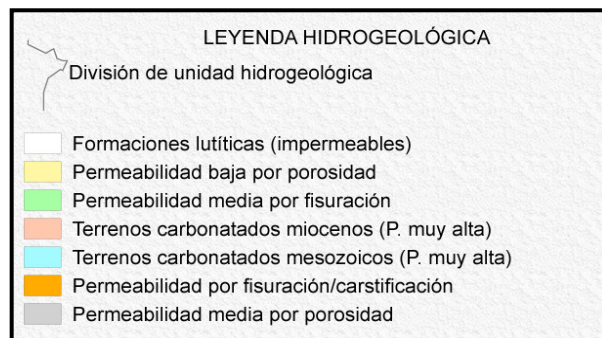 LEYENDA HIDROGEOLÓGICA
División de unidad hidrogeológica
Formaciones lutíticas (impermeables)
Permeabilidad baja por porosidad
Permeabilidad media por fisuración
Terrenos carbonatados miocenos (P. muy alta)
Terrenos carbonatados mesozoicos (P. muy alta)
Permeabilidad por fisuración/carstificación
Permeabilidad media por porosidad